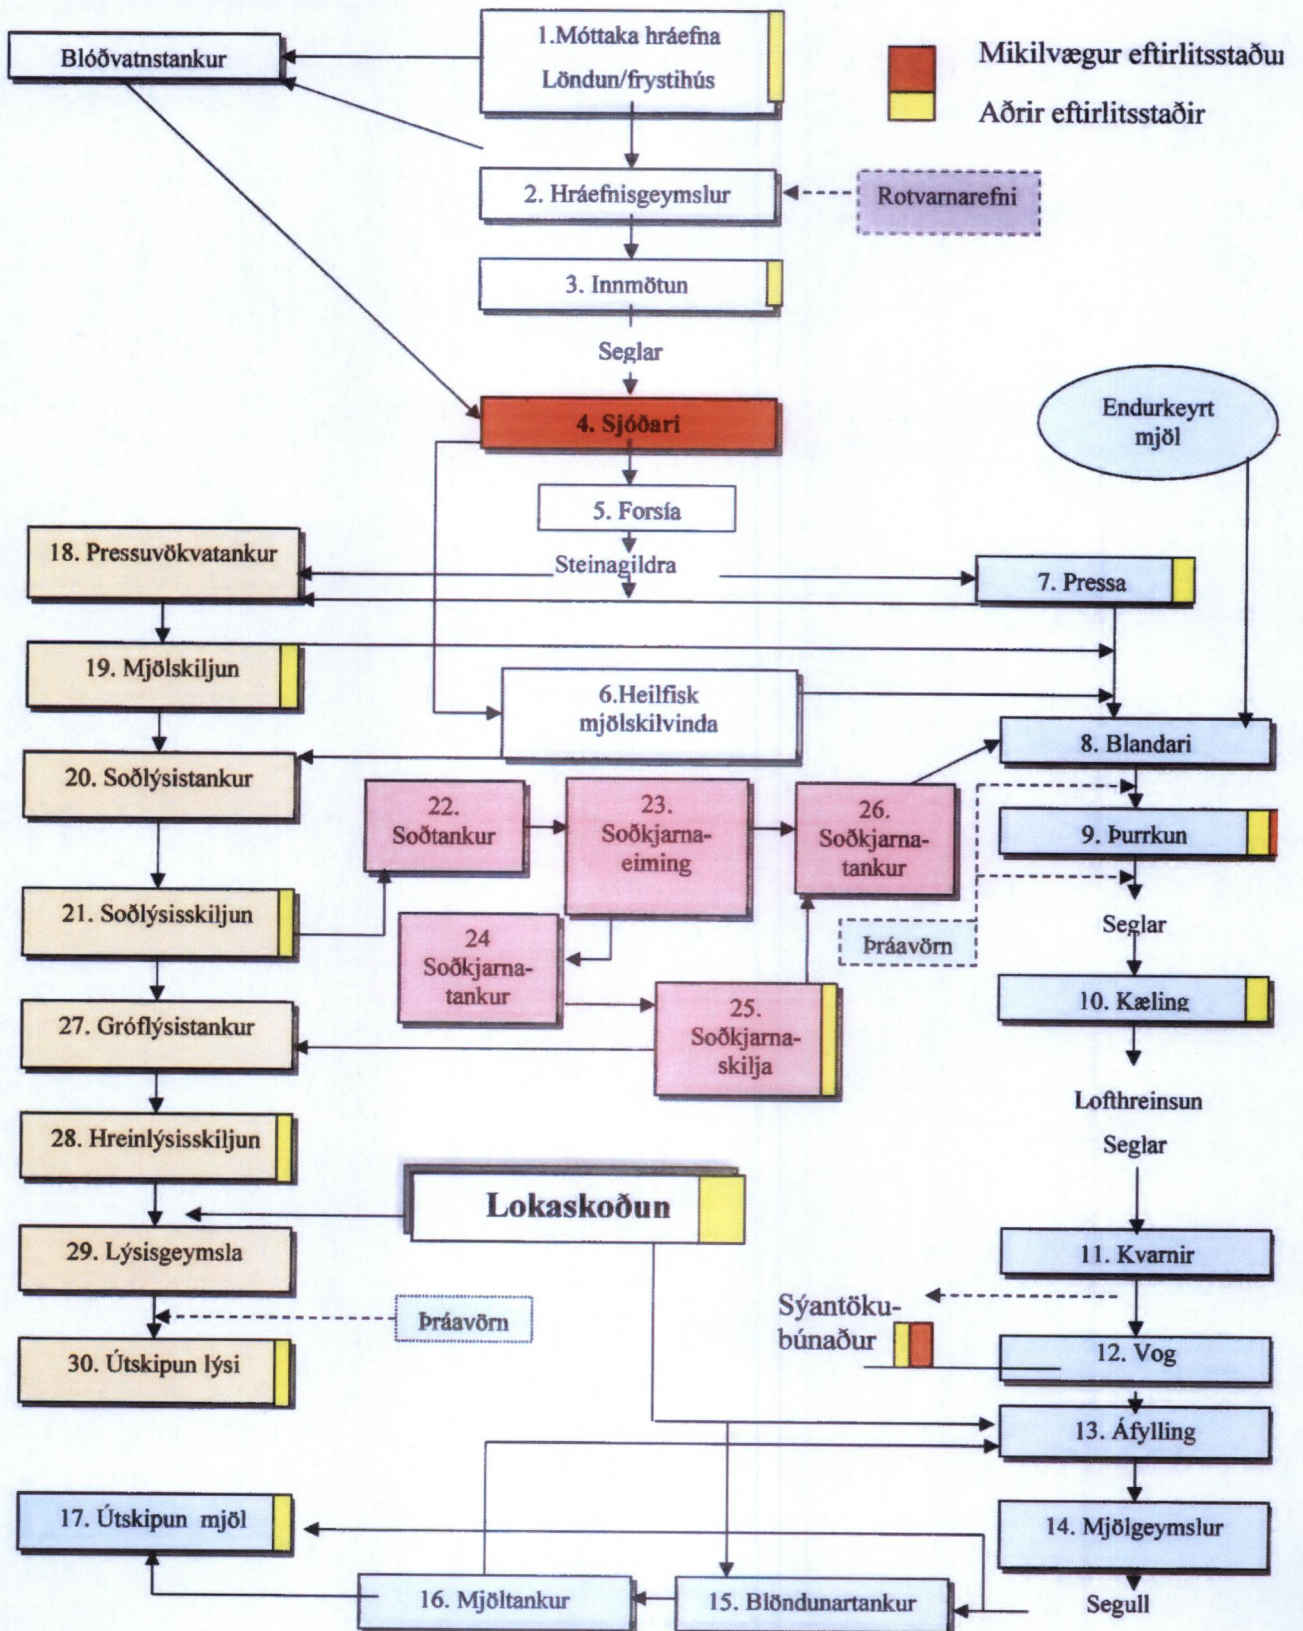 Blóðvatnstankur
1.Móttaka hráefna
Löndun/frystihús
Mikilvægur eftirlitsstaðu
Aðrir eftirlitsstaðir
2. Hráefnisgeymslur
Rotvarnarefni
3. Innmötun
Seglar
4. Sjóðari
Endurkeyrt
mjöl
5. Forsía
18. Pressuvökvatankur
Steinagildra
7. Pressa
19. Mjölskiljun
6.Heilfisk
mjölskilvinda
8. Blandari
20. Soðlýsistankur
22.
Soðtankur
23.
Soðkjarna-
eiming
26.
Soðkjarna-
tankur
9. Þurrkun
21. Soðlýsisskiljun
24
Soðkjarna-
tankur
Þráavörn
Seglar
10. Kæling
25.
Soðkjarna-
skilja
27. Gróflýsistankur
Lofthreinsun
Seglar
28. Hreinlýsisskiljun
Lokaskoðun
29. Lýsisgeymsla
11. Kvarnir
Þráavörn
Sýantöku-
búnaður
12. Vog
30. Útskipun lýsi
13. Áfylling
17. Útskipun mjöl
14. Mjölgeymslur
16. Mjöltankur
15. Blöndunartankur
Segull